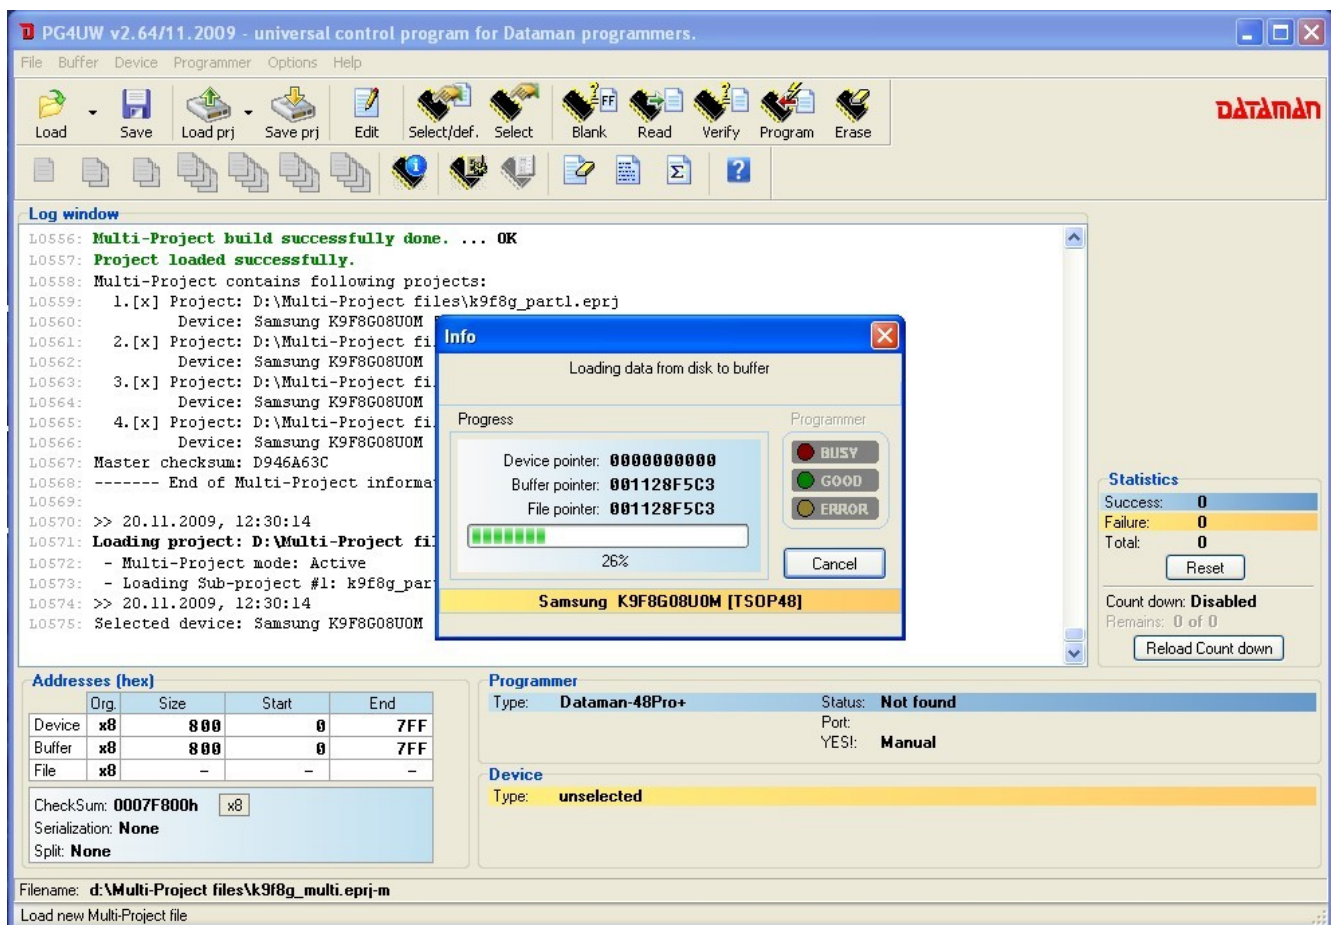 PG4UW v2.64/11.2009 - universal control program for Dataman programmers.
File Buffer Device Programmer Options Help
Load Save Load prj Save prj Edit Select/def. Select Blank Read Verify Program Erase
DATAMAN
Log window
L0556: Multi-Project build successfully done. ... OK
L0557: Project loaded successfully.
L0558: Multi-Project contains following projects:
L0559: 1.[x] Project: D:\Multi-Project files\k9f8g_part1.eprj
L0560: Device: Samsung K9F8G08U0M
L0561: 2.[x] Project: D:\Multi-Project fi
L0562: Device: Samsung K9F8G08U0M
L0563: 3.[x] Project: D:\Multi-Project fi
L0564: Device: Samsung K9F8G08U0M
L0565: 4.[x] Project: D:\Multi-Project fi
L0566: Device: Samsung K9F8G08U0M
L0567: Master checksum: D946A63C
L0568: ------- End of Multi-Project informa
L0569:
L0570: >> 20.11.2009, 12:30:14
L0571: Loading project: D:\Multi-Project fil
L0572: - Multi-Project mode: Active
L0573: - Loading Sub-project #1: k9f8g_par
L0574: >> 20.11.2009, 12:30:14
L0575: Selected device: Samsung K9F8G08U0M
Info
Loading data from disk to buffer
Progress
Device pointer: 0000000000
Buffer pointer: 001128F5C3
File pointer: 001128F5C3
26%
Programmer
BUSY
GOOD
ERROR
Cancel
Samsung K9F8G08U0M [TSOP48]
Statistics
Success: 0
Failure: 0
Total: 0
Reset
Count down: Disabled
Remains: 0 of 0
Reload Count down
Addresses (hex)
Org. Size Start End
Device x8 800 0 7FF
Buffer x8 800 0 7FF
File x8 - - -
CheckSum: 0007F800h x8
Serialization: None
Split: None
Programmer
Type: Dataman-48Pro+ Status: Not found
Port:
YES!: Manual
Device
Type: unselected
Filename: d:\Multi-Project files\k9f8g_multi.eprj-m
Load new Multi-Project file